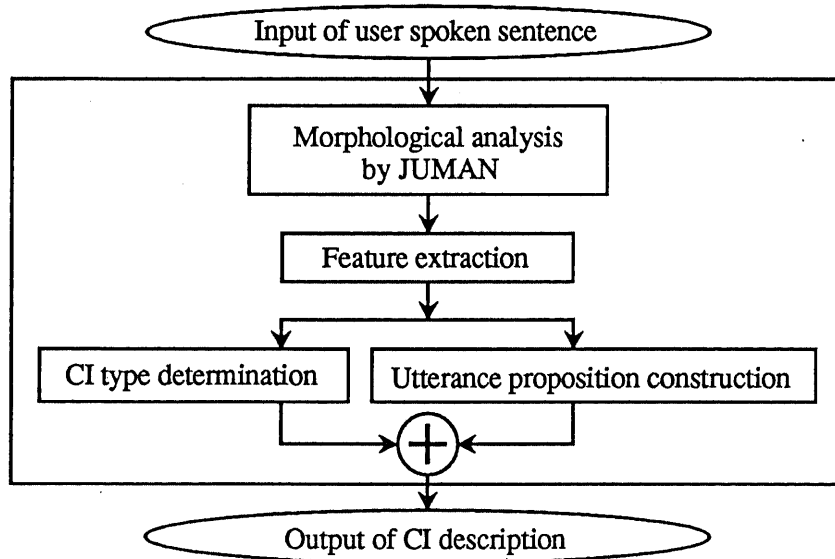 Input of user spoken sentence
Morphological analysis
by JUMAN
Feature extraction
CI type determination
Utterance proposition construction
Output of CI description